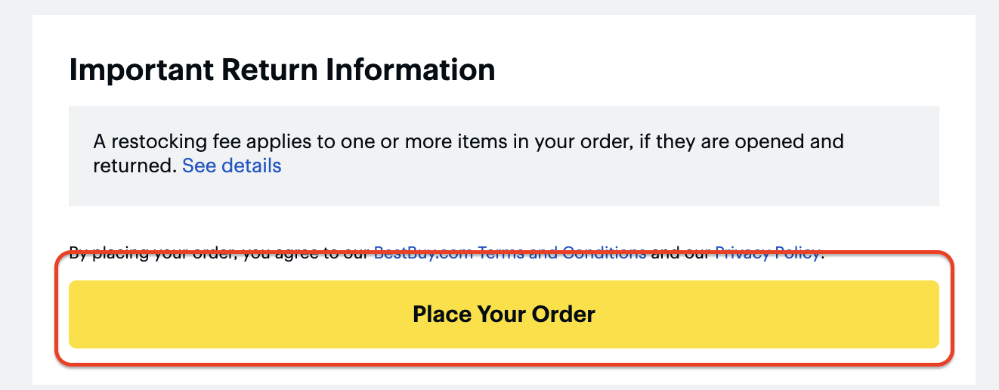 Important Return Information
A restocking fee applies to one or more items in your order, if they are opened and
returned. See details
By placing your order, you agree to our BestBuy.com Terms and Conditions and our Privacy Policy.
Place Your Order